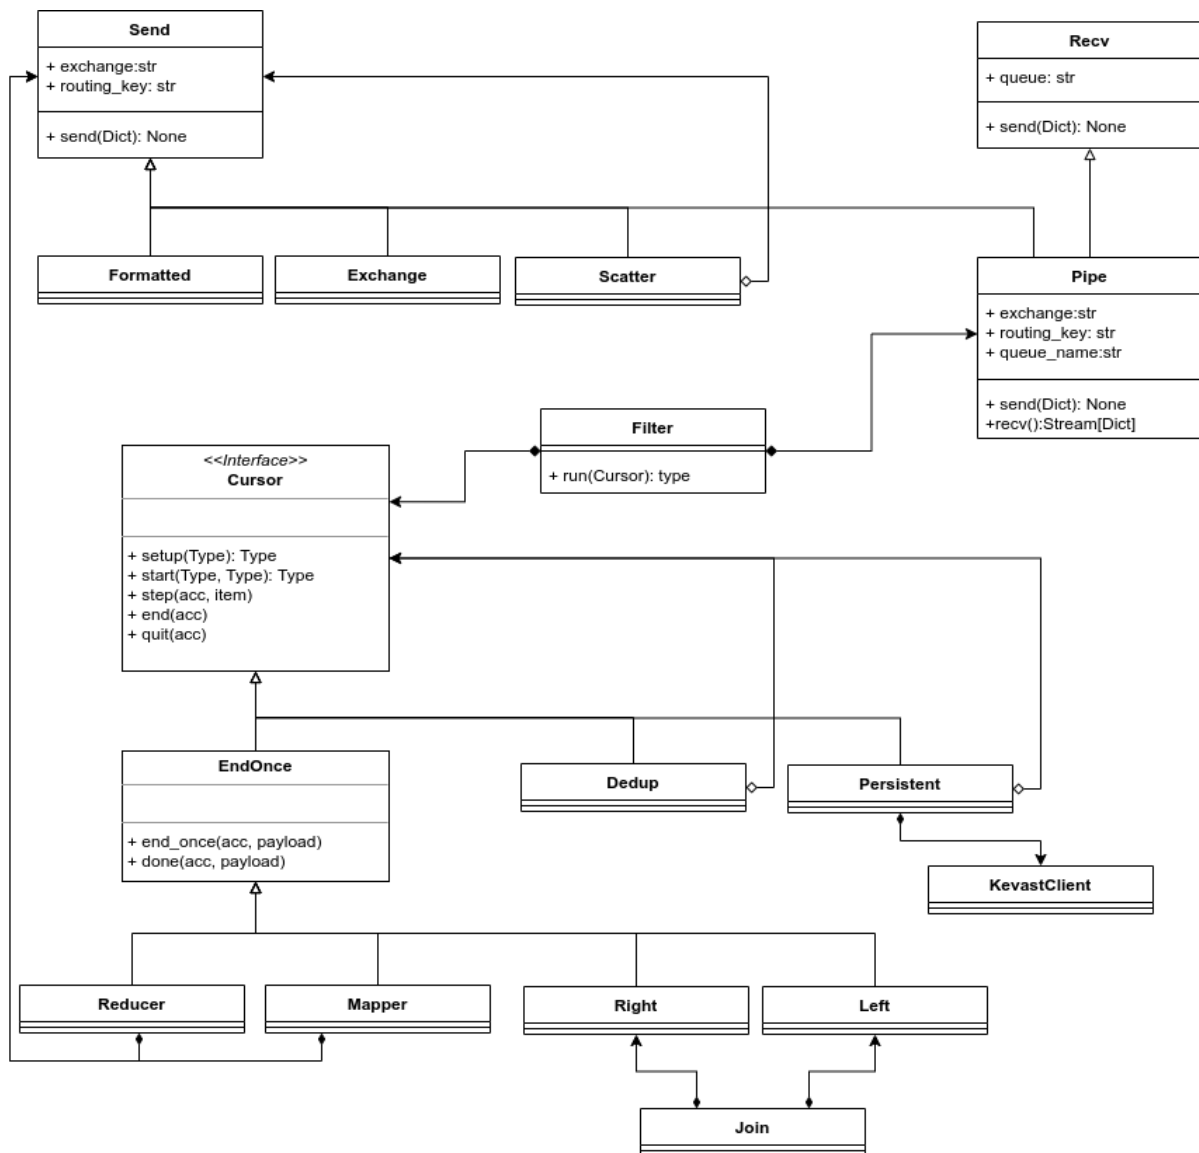 Send
+ exchange:str
+ routing_key: str
+ send(Dict): None
Recv
+ queue: str
+ send(Dict): None
Formatted
Exchange
Scatter
Pipe
+ exchange:str
+ routing_key: str
+ queue_name:str
+ send(Dict): None
+recv():Stream[Dict]
Filter
+ run(Cursor): type
<<Interface>>
Cursor
+ setup(Type): Type
+ start(Type, Type): Type
+ step(acc, item)
+ end(acc)
+ quit(acc)
EndOnce
+ end_once(acc, payload)
+ done(acc, payload)
Dedup
Persistent
KevastClient
Reducer
Mapper
Right
Left
Join